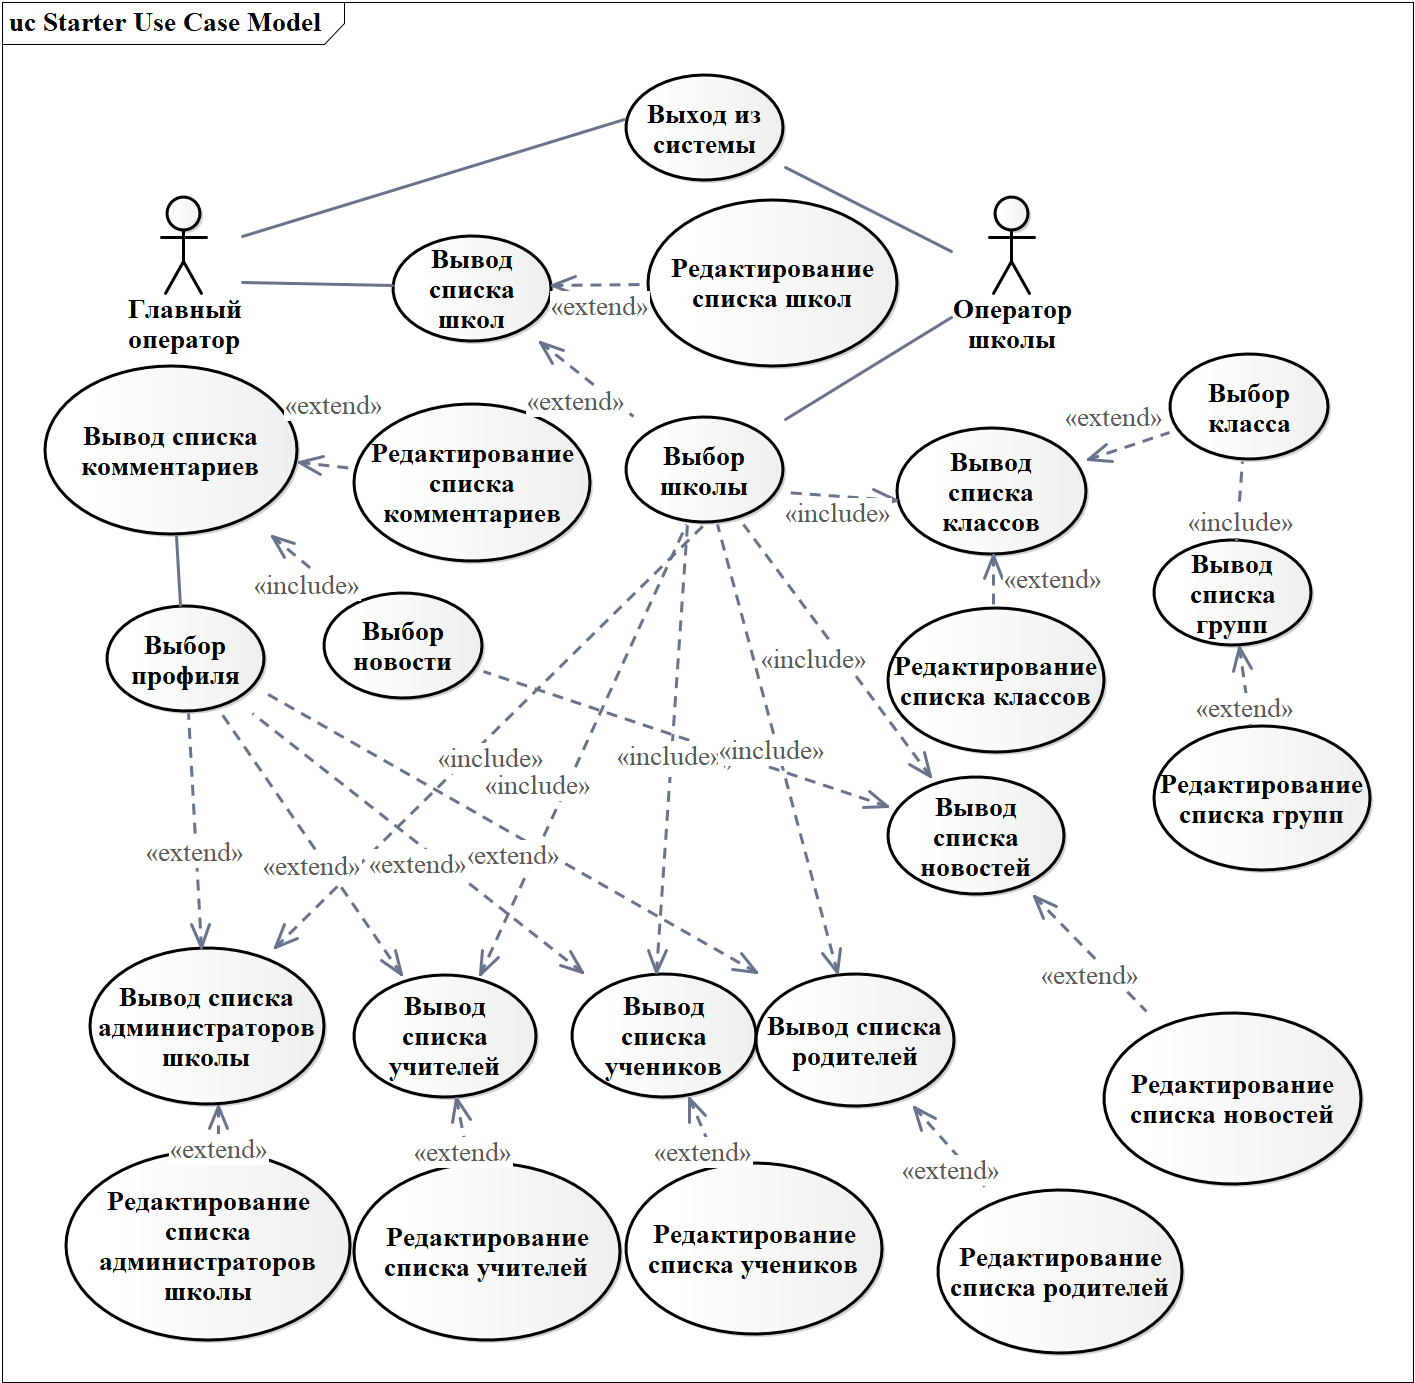 uc Starter Use Case Model
Выход из
системы
Главный
оператор
Вывод
списка
школ
«extend»
Редактирование
списка школ
Оператор
школы
«extend»
Вывод списка
комментариев
«extend»
Редактирование
списка
комментариев
Выбор
школы
«include»
Вывод
списка
классов
«extend»
Выбор
класса
«include»
Вывод
списка
групп
«extend»
Редактирование
списка классов
«extend»
Редактирование
списка групп
«include»
Выбор
профиля
Выбор
новости
«include»
«include»
«include»
«include»
«include»
Вывод
списка
новостей
«extend»
«extend»
«extend»
«extend»
«extend»
Вывод списка
администраторов
школы
Вывод
списка
учителей
Вывод
списка
учеников
Вывод списка
родителей
Редактирование
списка новостей
«extend»
«extend»
«extend»
«extend»
Редактирование
списка
администраторов
школы
Редактирование
списка учителей
Редактирование
списка учеников
Редактирование
списка родителей